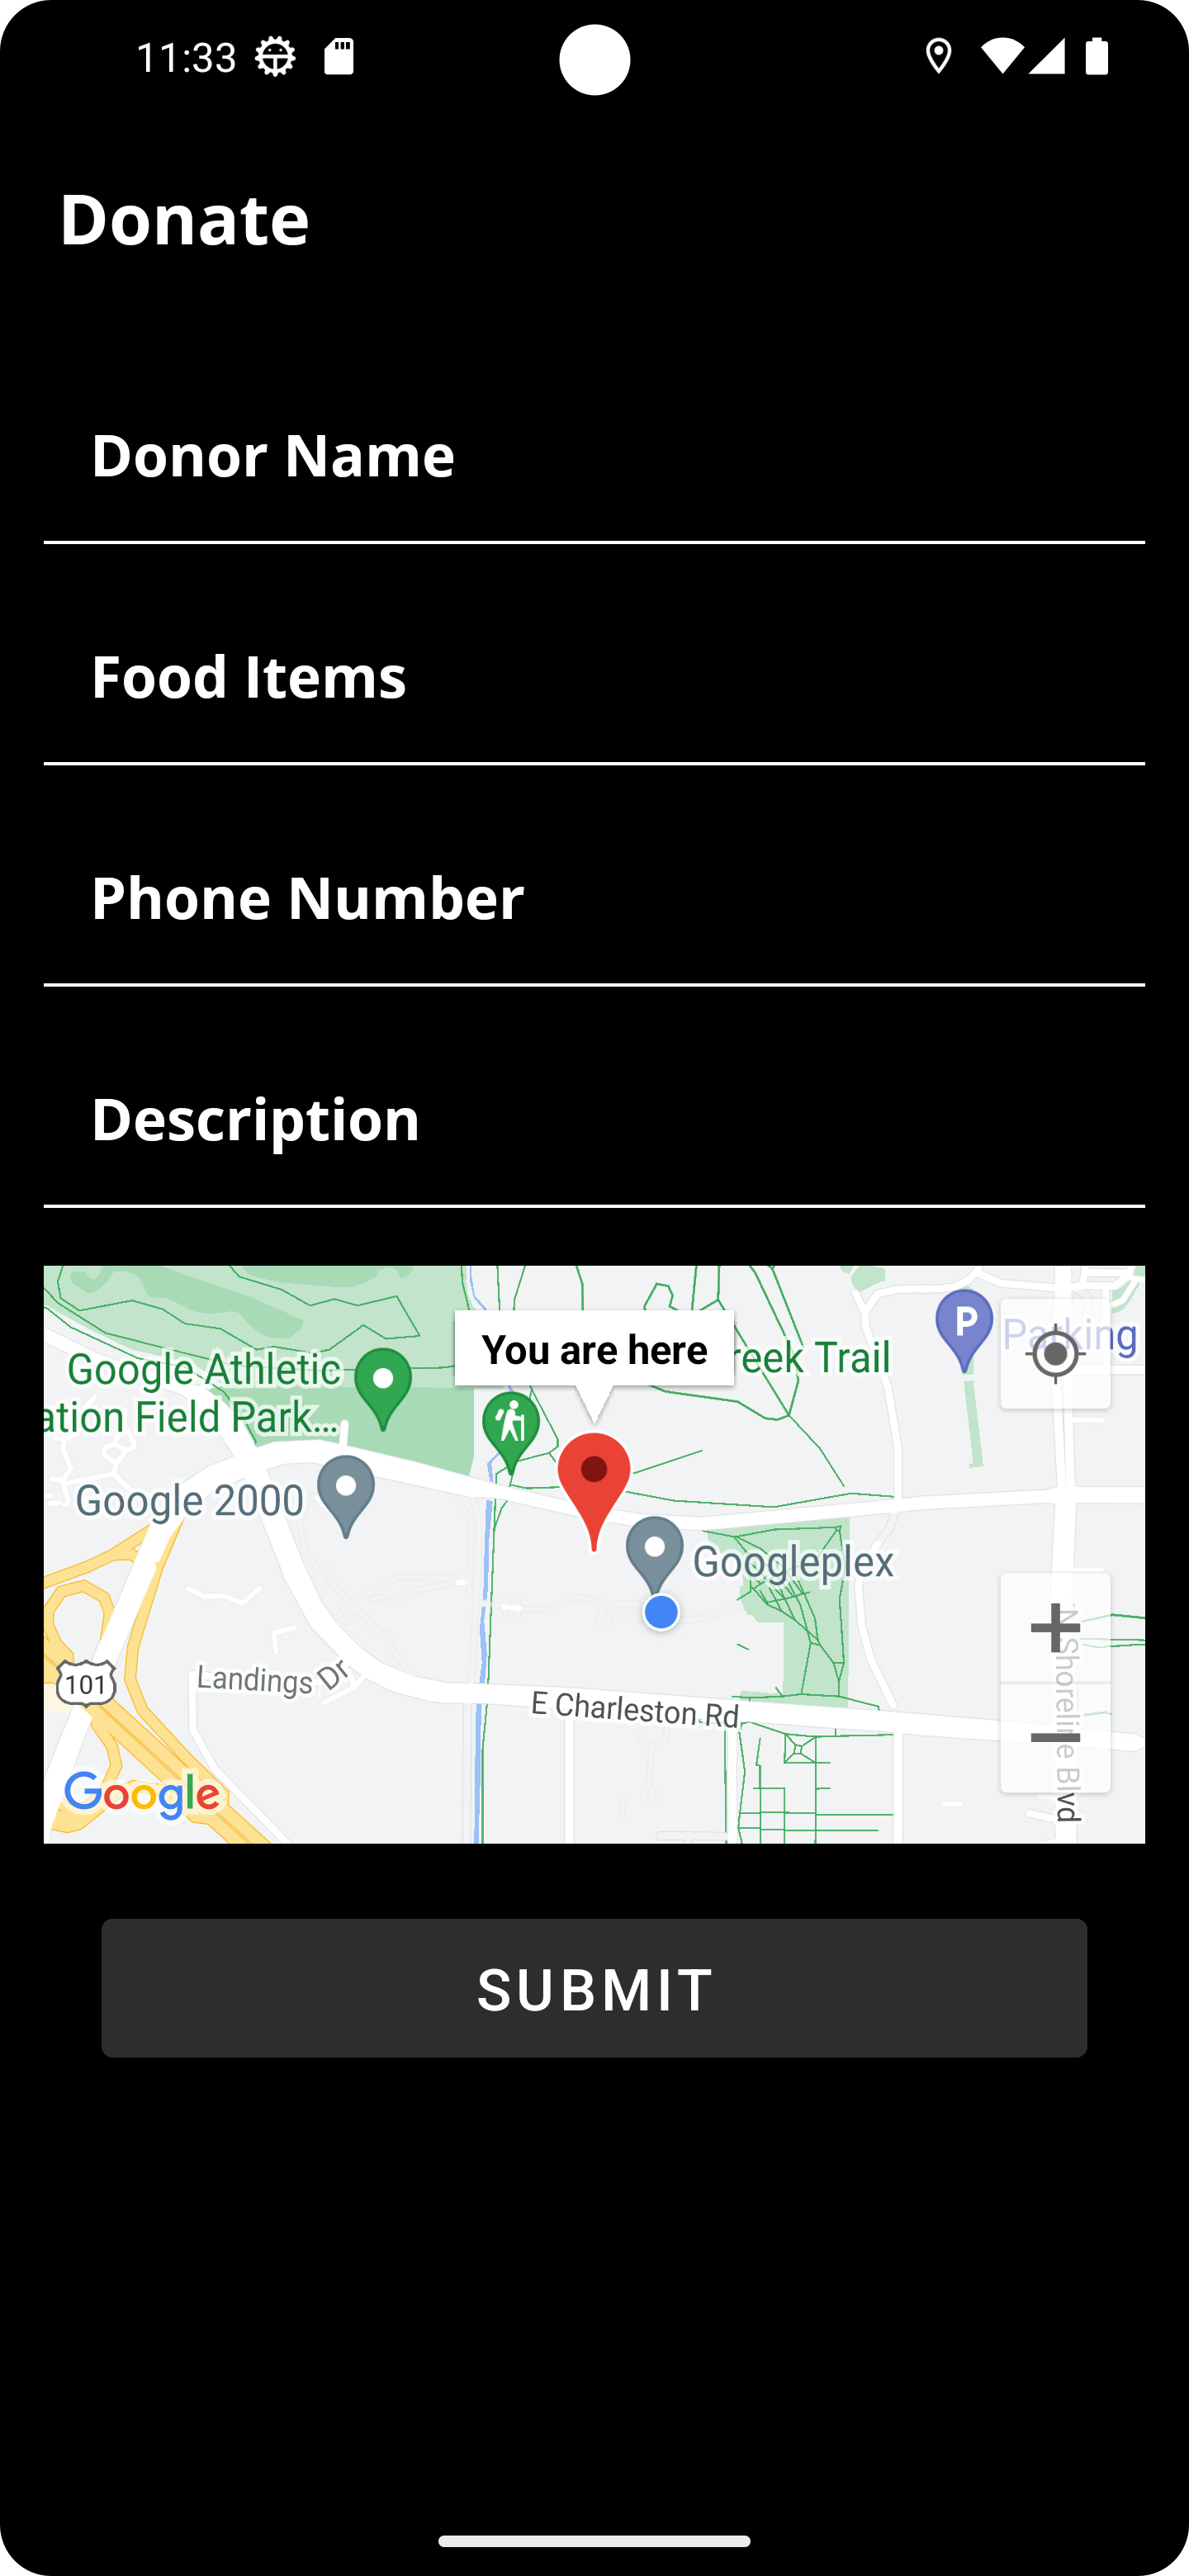 11:33
Donate
Donor Name
Food Items
Phone Number
Description
You are here
reek Trail
P
Parking
Google Athletic
ation Field Park...
Google 2000
Googleplex
101
Landings Dr
E Charleston Rd
N Shoreline Blvd
Google
SUBMIT